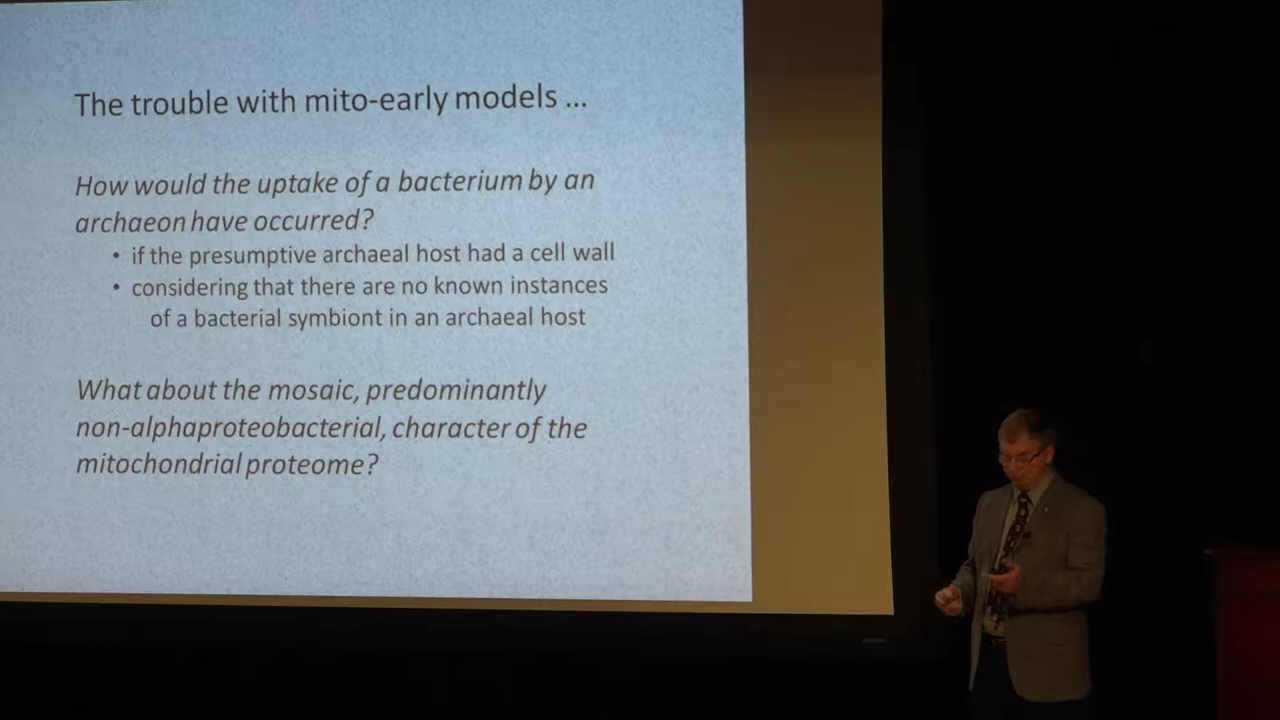 The trouble with mito-early models ...
How would the uptake of a bacterium by an
archaeon have occurred?
• if the presumptive archaeal host had a cell wall
• considering that there are no known instances
of a bacterial symbiont in an archaeal host
What about the mosaic, predominantly
non-alphaproteobacterial, character of the
mitochondrial proteome?